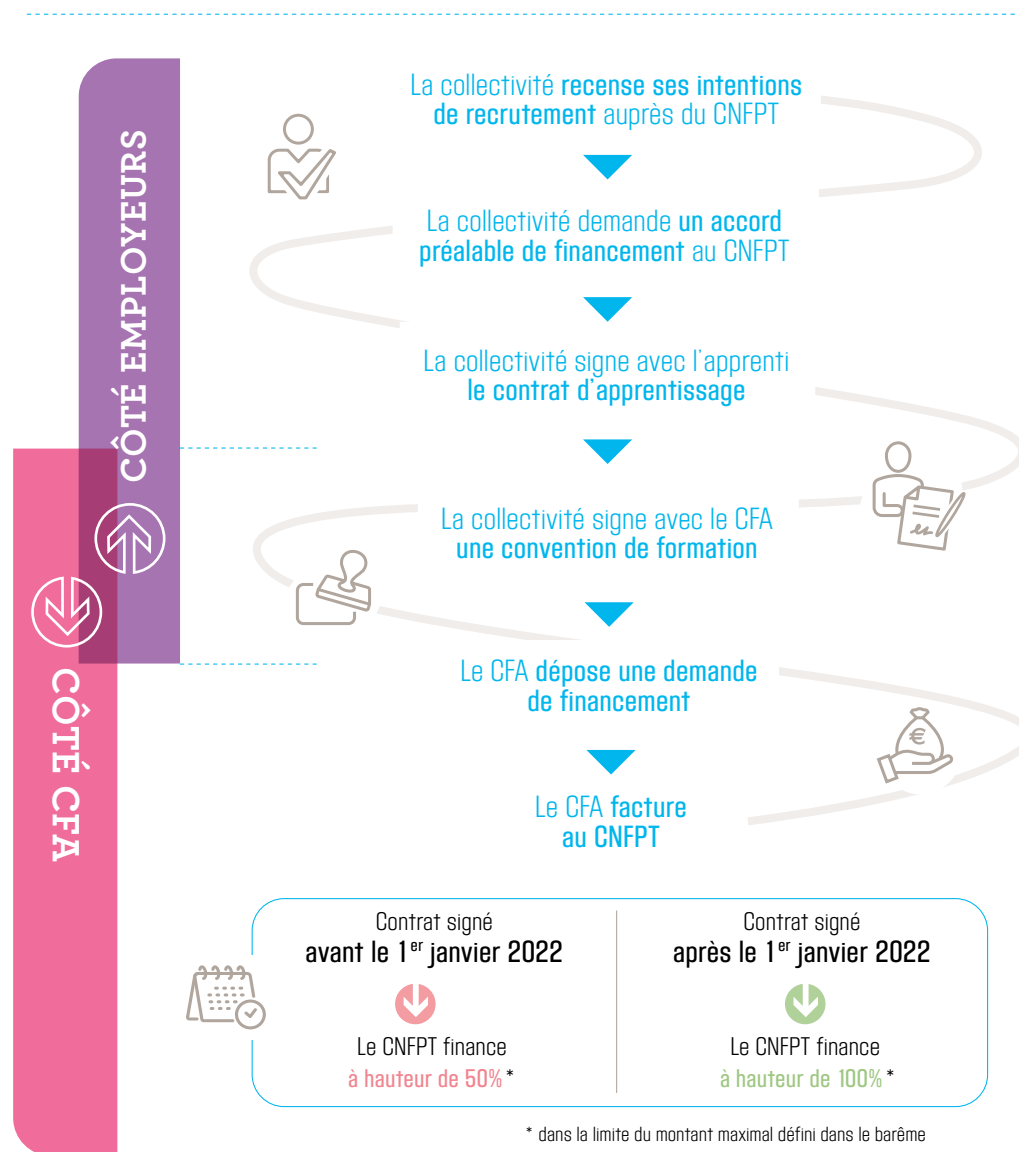 CÔTÉ EMPLOYEURS
La collectivité recense ses intentions
de recrutement auprès du CNFPT
La collectivité demande un accord
préalable de financement au CNFPT
La collectivité signe avec l'apprenti
le contrat d'apprentissage
La collectivité signe avec le CFA
une convention de formation
CÔTÉ CFA
Le CFA dépose une demande
de financement
€
Le CFA facture
au CNFPT
Contrat signé
avant le 1er janvier 2022
Le CNFPT finance
à hauteur de 50% *
Contrat signé
après le 1er janvier 2022
Le CNFPT finance
à hauteur de 100% *
* dans la limite du montant maximal défini dans le barême